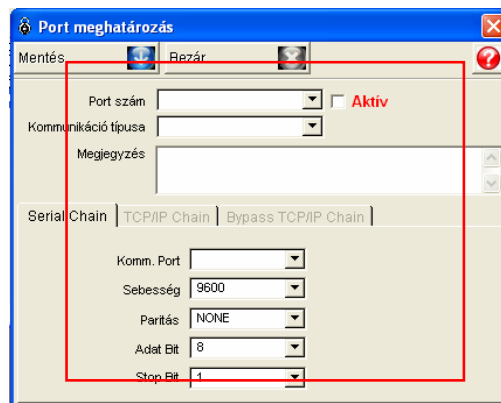 Port meghatározás
Mentés Bezár ?
Port szám Aktív
Kommunikáció típusa
Megjegyzés
Serial Chain TCP/IP Chain Bypass TCP/IP Chain
Komm. Port
Sebesség 9600
Paritás NONE
Adat Bit 8
Stop Bit 1